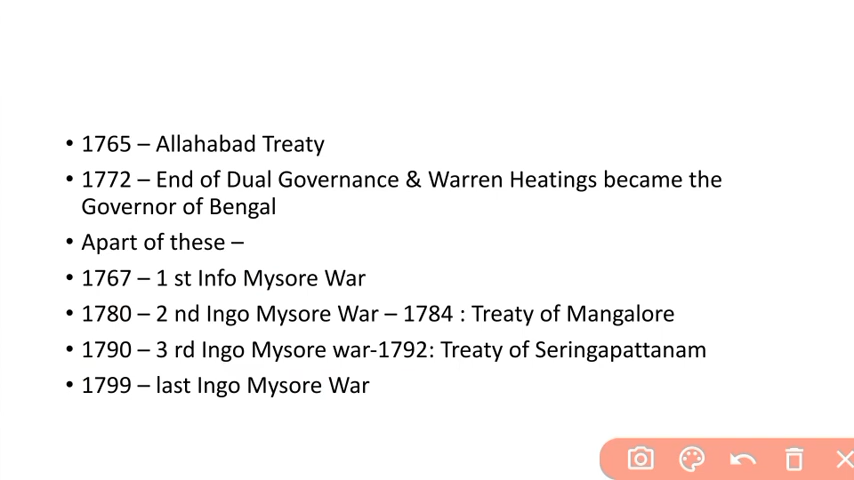 • 1765 – Allahabad Treaty
• 1772 – End of Dual Governance & Warren Heatings became the
Governor of Bengal
• Apart of these –
• 1767 – 1 st Info Mysore War
• 1780 – 2 nd Ingo Mysore War – 1784 : Treaty of Mangalore
• 1790 – 3 rd Ingo Mysore war-1792: Treaty of Seringapattanam
• 1799 – last Ingo Mysore War